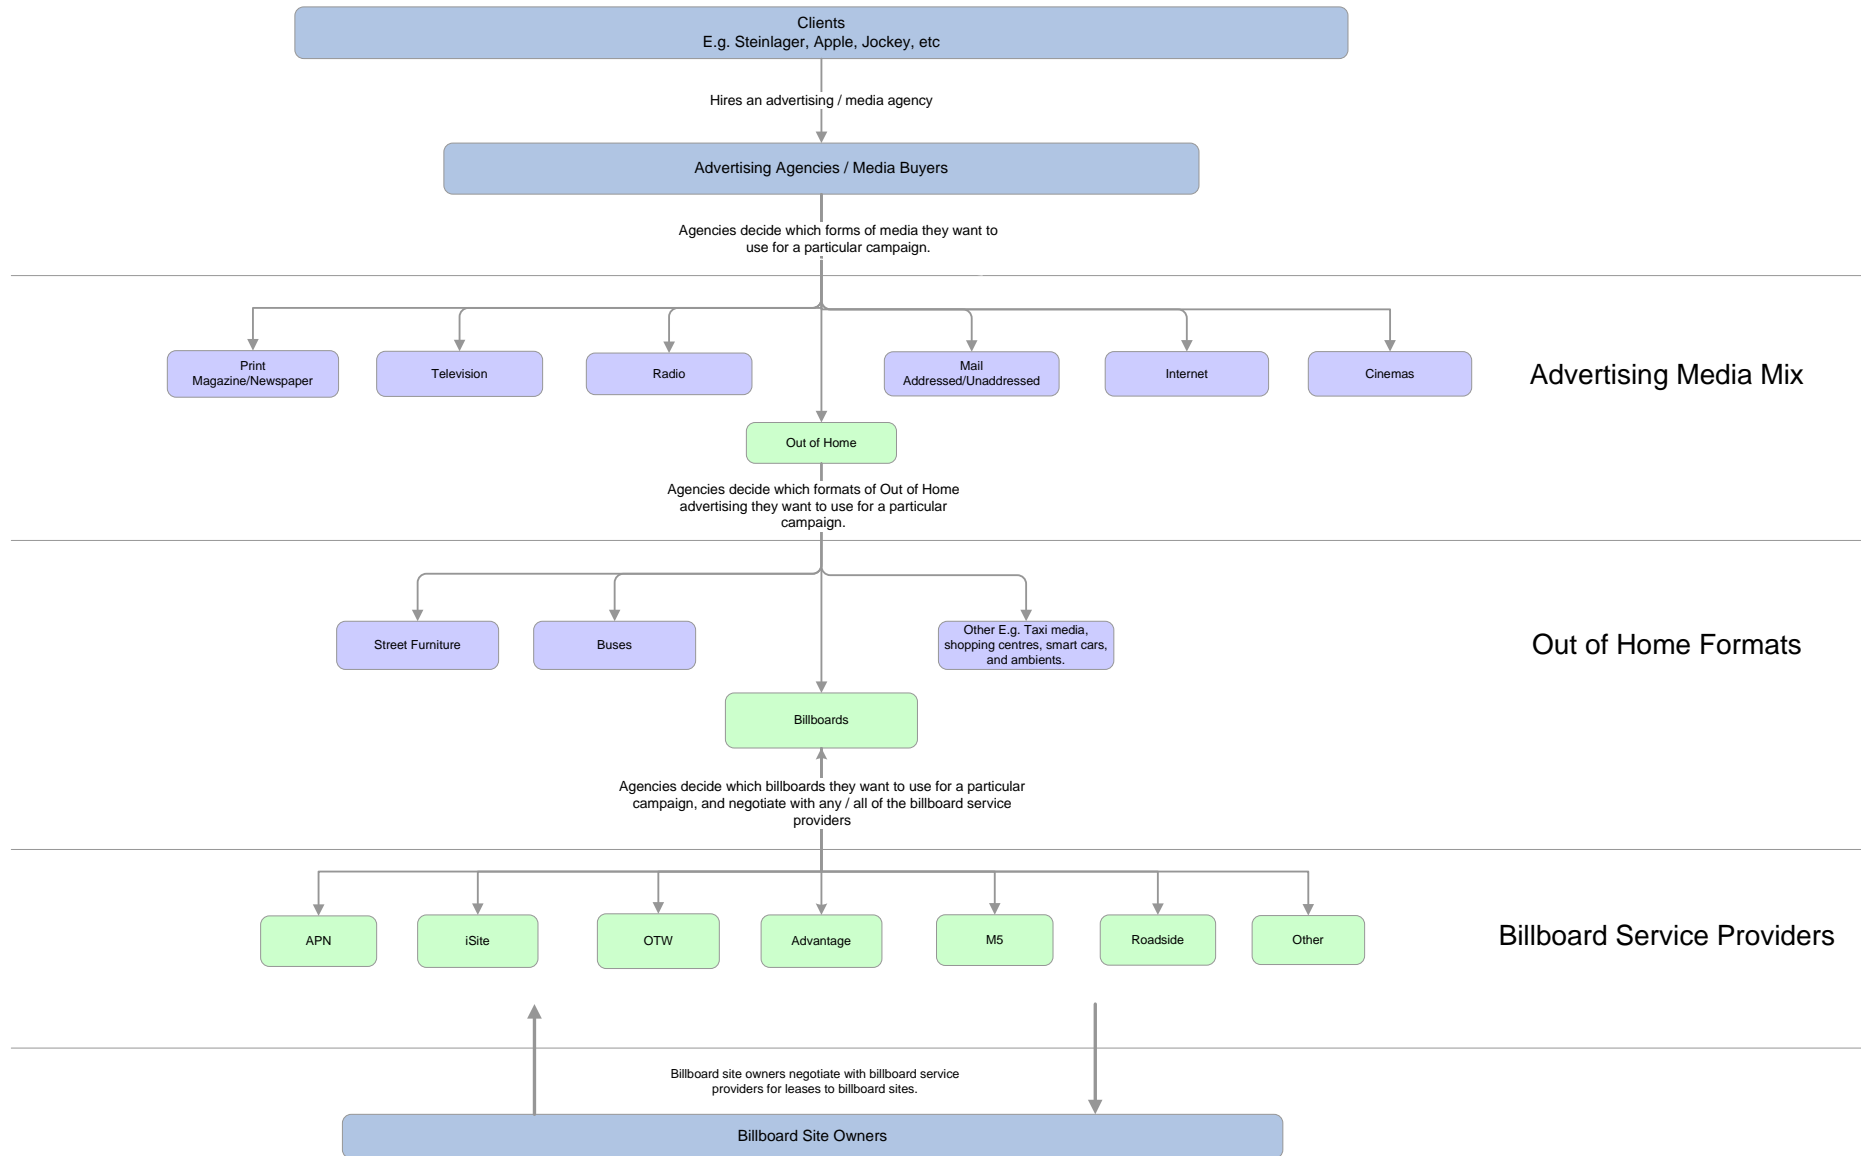 Clients
E.g. Steinlager, Apple, Jockey, etc
Hires an advertising / media agency
Advertising Agencies / Media Buyers
Agencies decide which forms of media they want to
use for a particular campaign.
Print
Magazine/Newspaper
Television
Radio
Mail
Addressed/Unaddressed
Internet
Cinemas
Advertising Media Mix
Out of Home
Agencies decide which formats of Out of Home
advertising they want to use for a particular
campaign.
Street Furniture
Buses
Other E.g. Taxi media,
shopping centres, smart cars,
and ambients.
Out of Home Formats
Billboards
Agencies decide which billboards they want to use for a particular
campaign, and negotiate with any / all of the billboard service
providers
APN
iSite
OTW
Advantage
M5
Roadside
Other
Billboard Service Providers
Billboard site owners negotiate with billboard service
providers for leases to billboard sites.
Billboard Site Owners